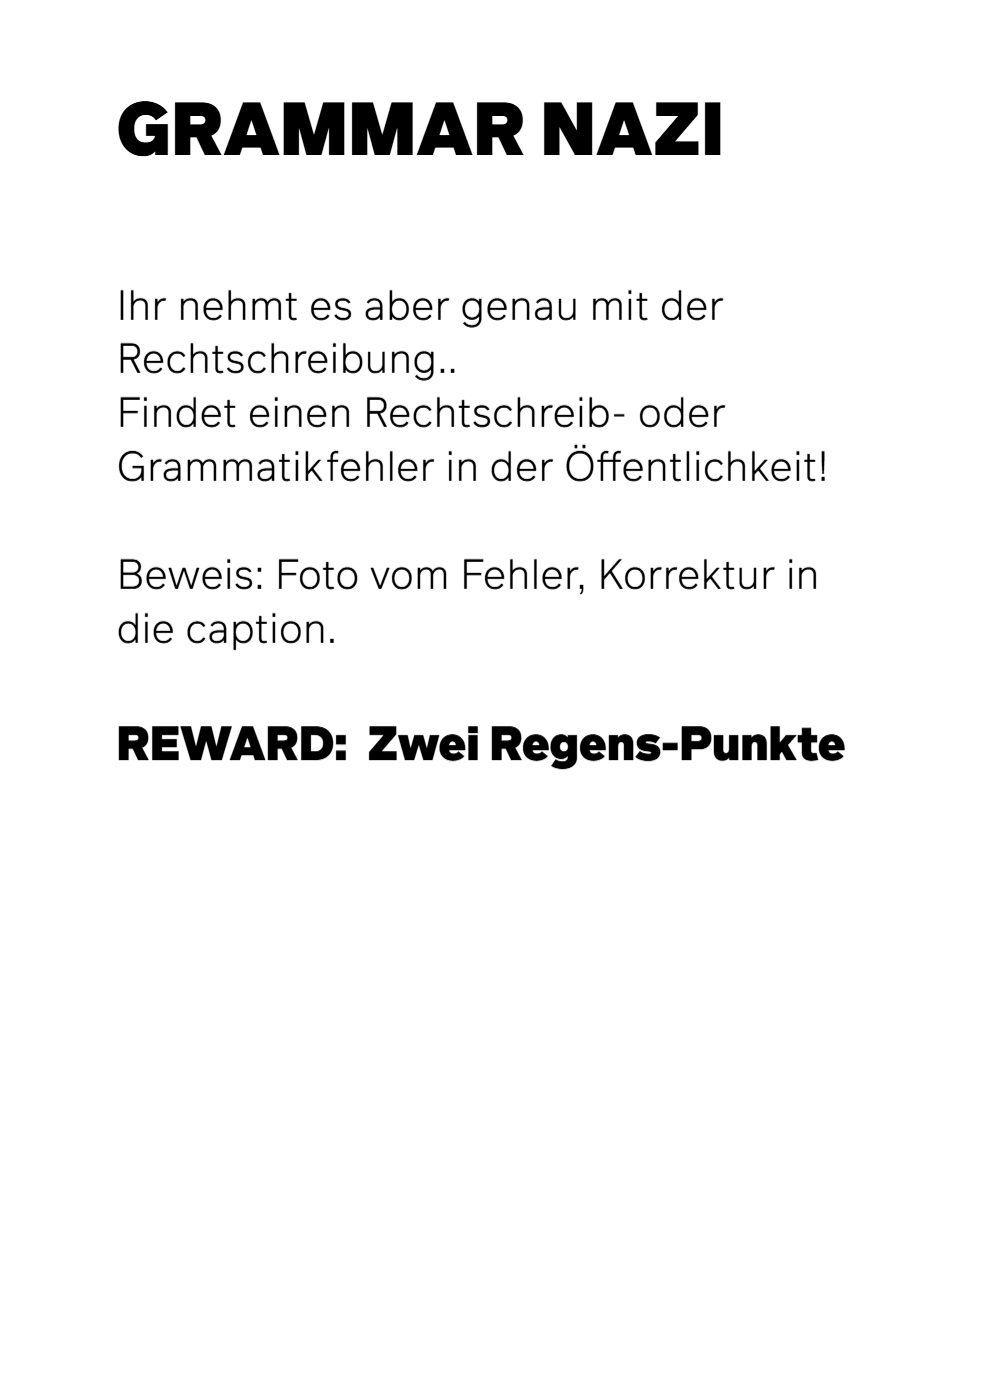 GRAMMAR NAZI
Ihr nehmt es aber genau mit der
Rechtschreibung..
Findet einen Rechtschreib- oder
Grammatikfehler in der Öffentlichkeit!
Beweis: Foto vom Fehler, Korrektur in
die caption.
REWARD: Zwei Regens-Punkte